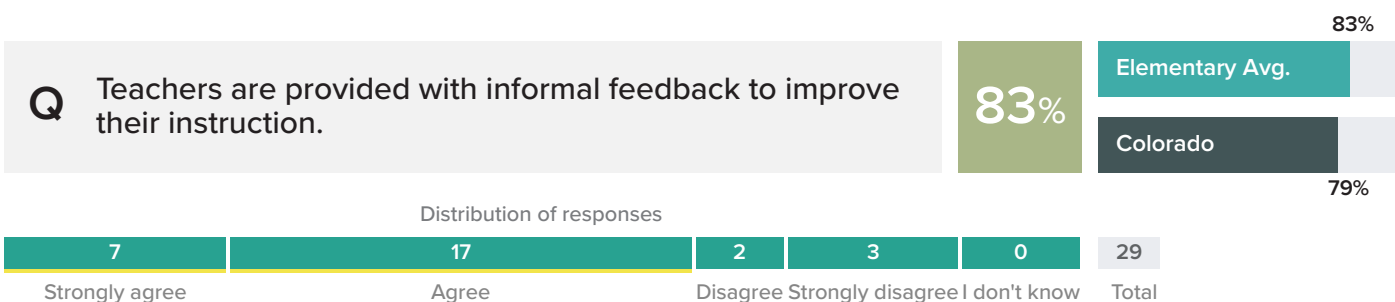 83%
Q Teachers are provided with informal feedback to improve
their instruction.
83%
Elementary Avg.
Colorado
79%
Distribution of responses
7 17 2 3 0 29
Strongly agree Agree Disagree Strongly disagree I don't know Total